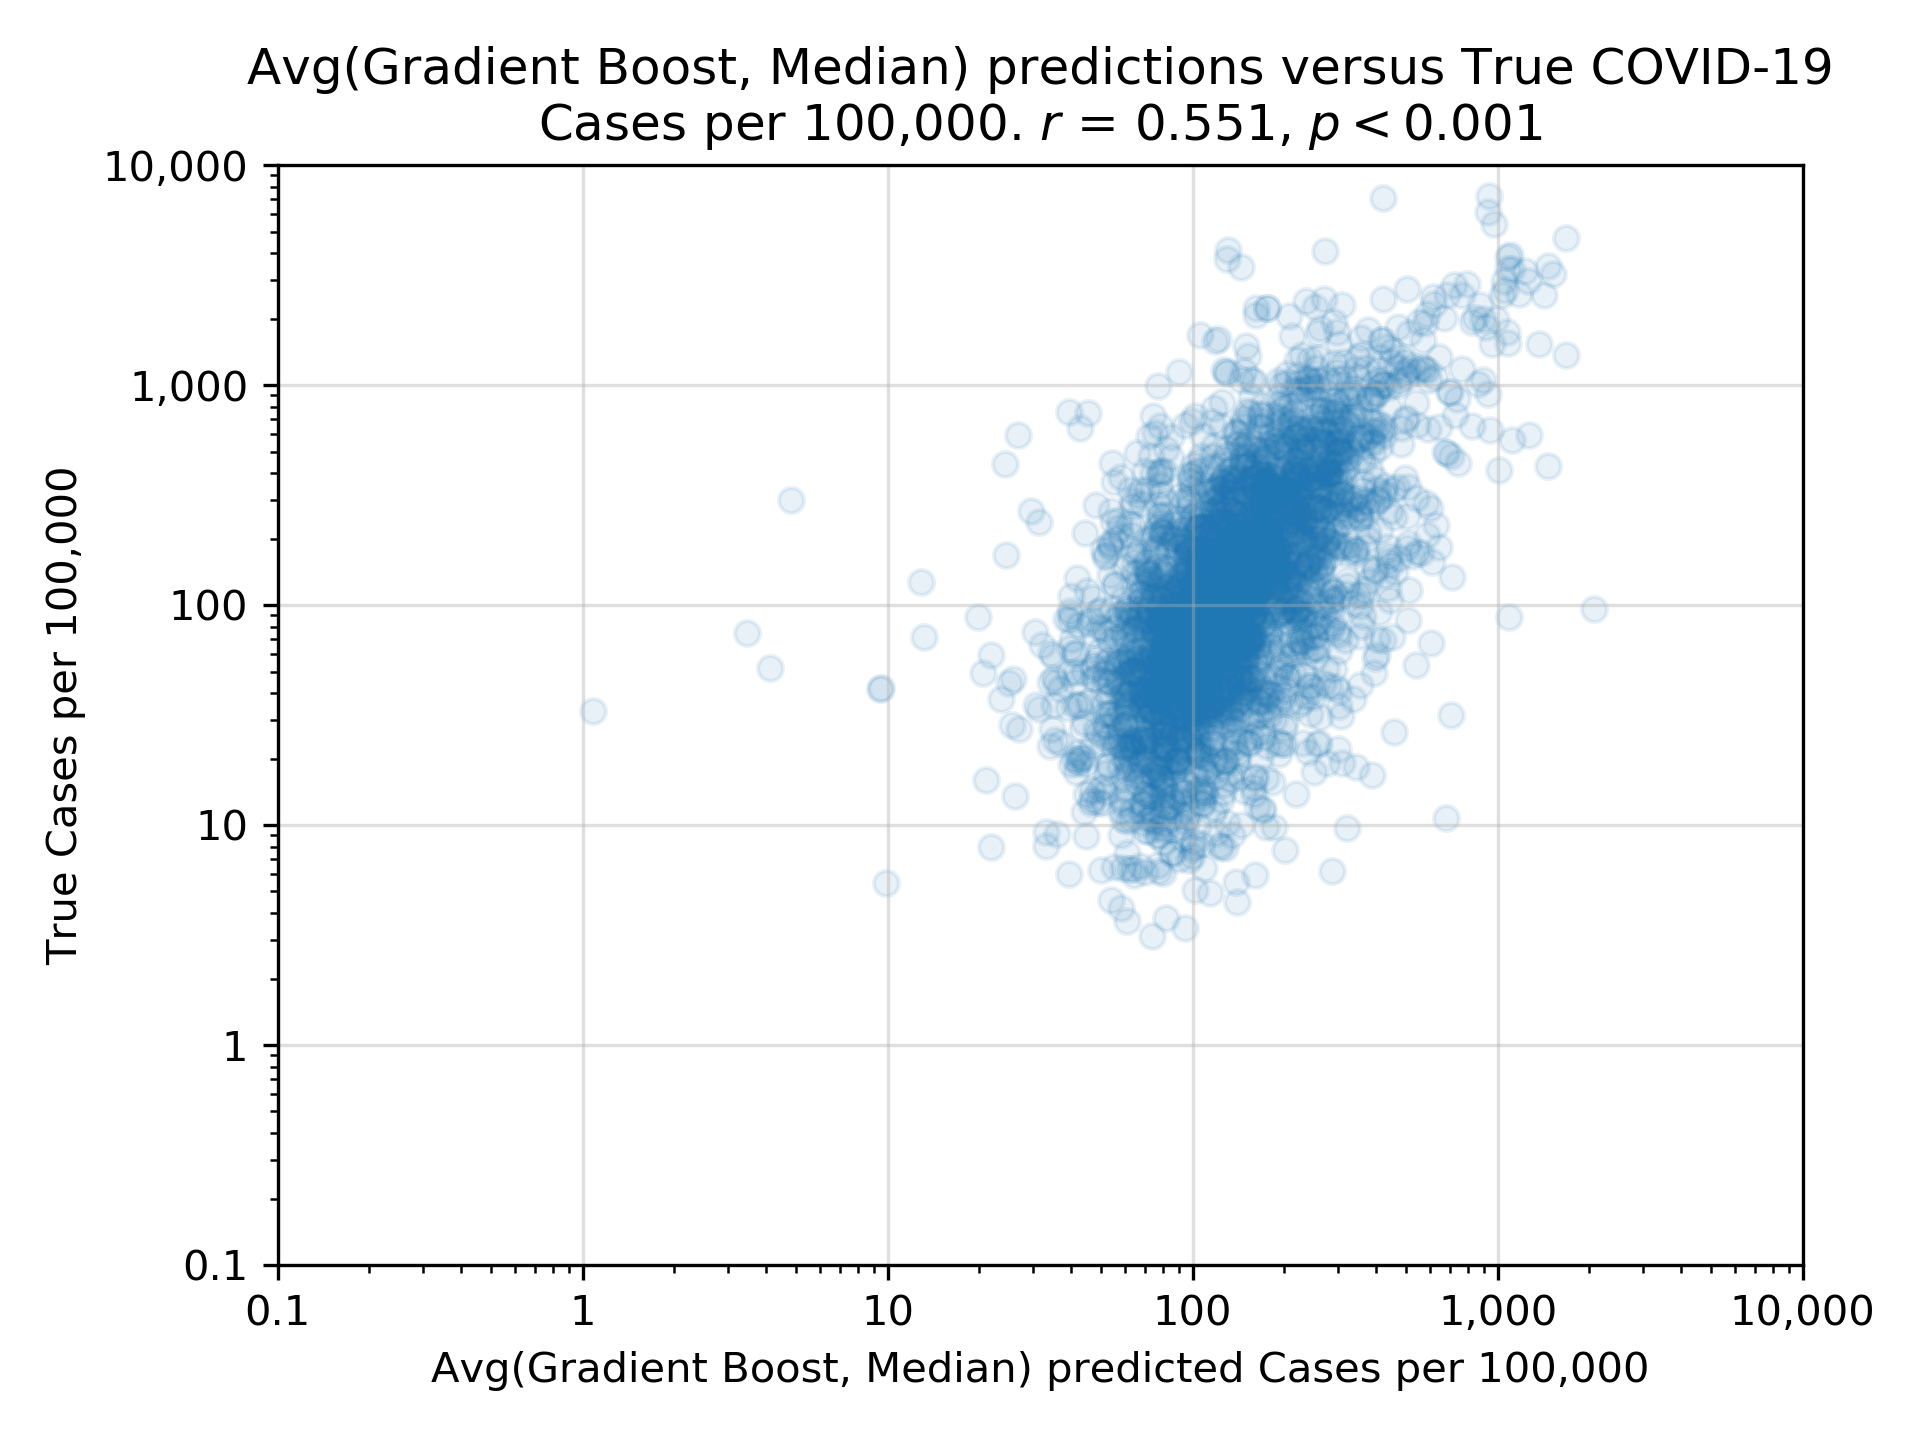 Avg(Gradient Boost, Median) predictions versus True COVID-19
Cases per 100,000. r = 0.551, p < 0.001
10,000
1,000
100
10
1
0.1
True Cases per 100,000
0.1 1 10 100 1,000 10,000
Avg(Gradient Boost, Median) predicted Cases per 100,000